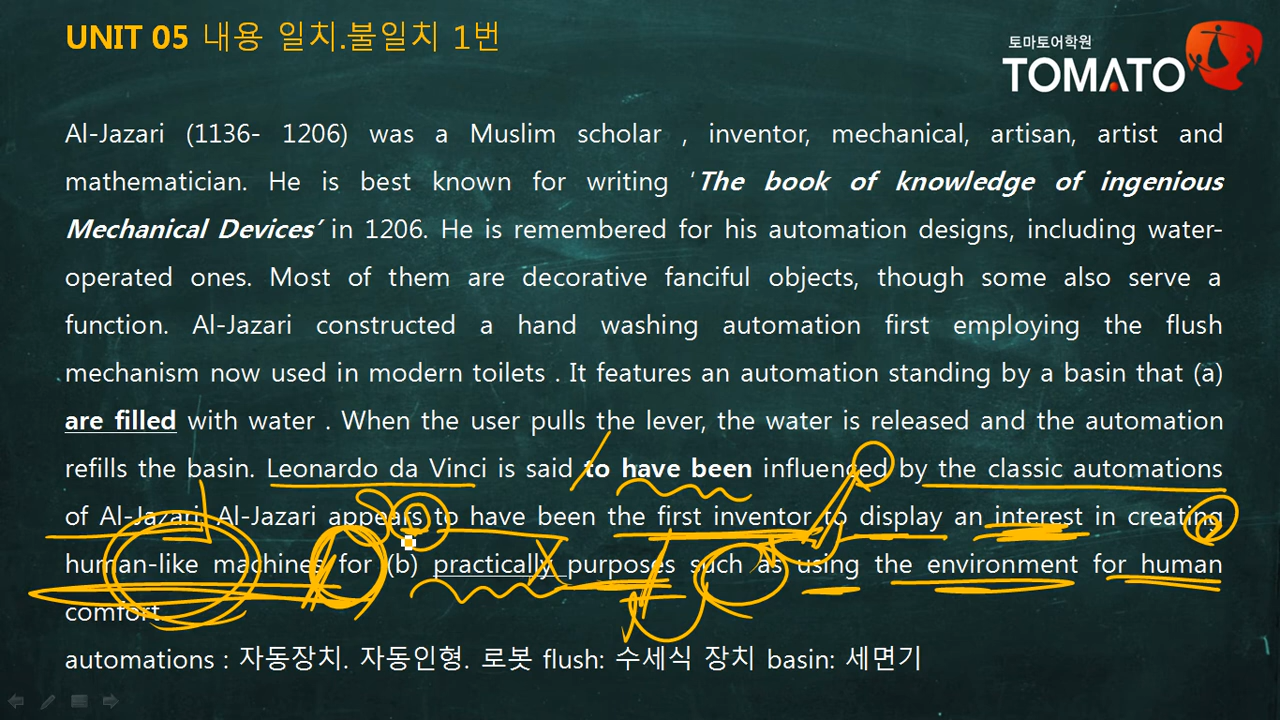 UNIT 05 내용 일치.불일치 1번
토마토어학원
TOMATO
Al-Jazari (1136- 1206) was a Muslim scholar , inventor, mechanical, artisan, artist and
mathematician. He is best known for writing ‘The book of knowledge of ingenious
Mechanical Devices’ in 1206. He is remembered for his automation designs, including water-
operated ones. Most of them are decorative fanciful objects, though some also serve a
function. Al-Jazari constructed a hand washing automation first employing the flush
mechanism now used in modern toilets . It features an automation standing by a basin that (a)
are filled with water . When the user pulls the lever, the water is released and the automation
refills the basin. Leonardo da Vinci is said to have been influenced by the classic automations
of Al-Jazari. Al-Jazari appears to have been the first inventor to display an interest in creating
human-like machines for (b) practically purposes such as using the environment for human
comfort.
automations : 자동장치. 자동인형. 로봇 flush: 수세식 장치 basin: 세면기